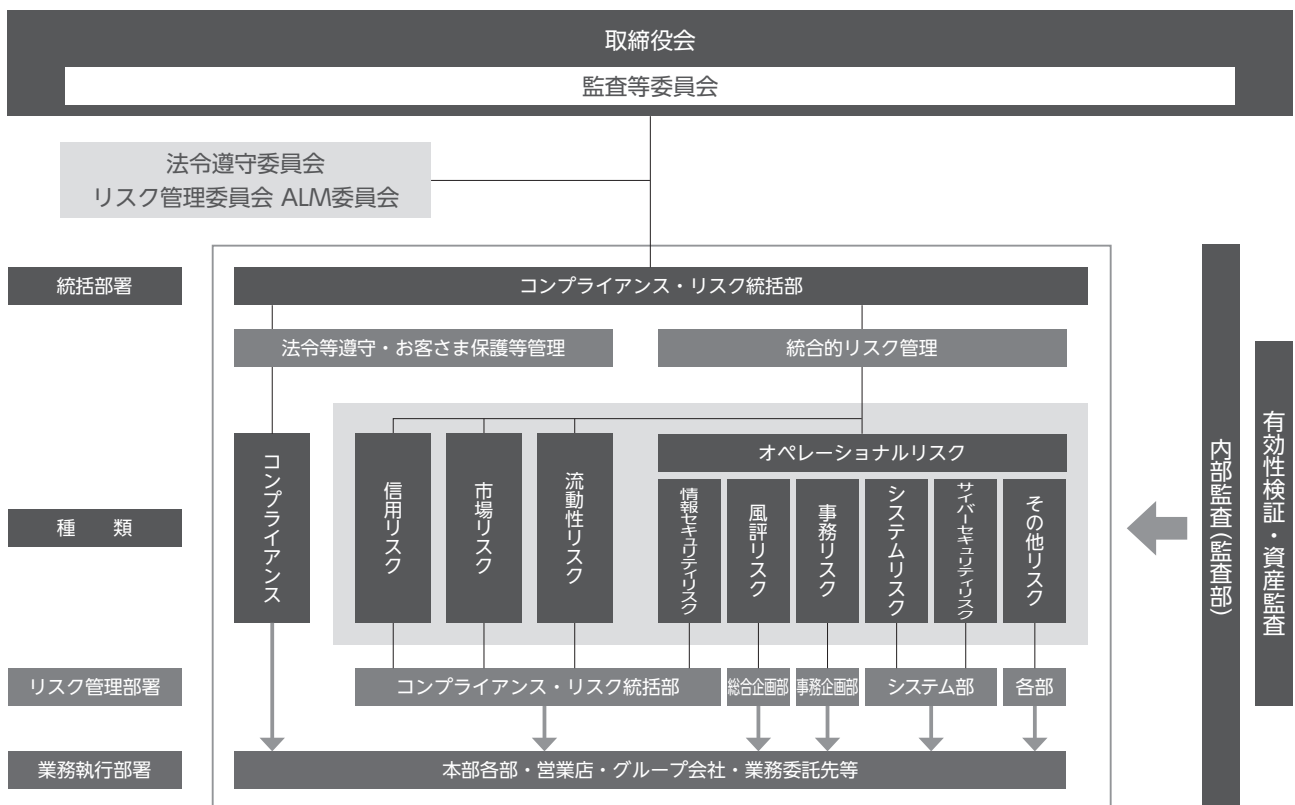 取締役会
監査等委員会
法令遵守委員会
リスク管理委員会 ALM委員会
統括部署
コンプライアンス・リスク統括部
法令等遵守・お客さま保護等管理
統合的リスク管理
種　　類
コンプライアンス
信用リスク
市場リスク
流動性リスク
オペレーショナルリスク
情報セキュリティリスク
風評リスク
事務リスク
システムリスク
サイバーセキュリティリスク
その他リスク
内部監査（監査部）
有効性検証・資産監査
リスク管理部署
コンプライアンス・リスク統括部
総合企画部
事務企画部
システム部
各部
業務執行部署
本部各部・営業店・グループ会社・業務委託先等